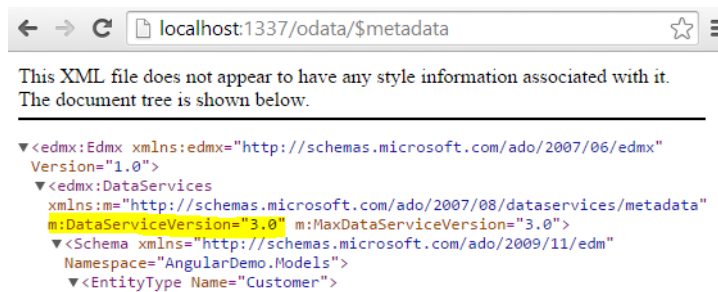 localhost:1337/odata/$metadata
This XML file does not appear to have any style information associated with it.
The document tree is shown below.
▼<edmx:Edmx xmlns:edmx="http://schemas.microsoft.com/ado/2007/06/edmx"
Version="1.0">
▼<edmx:DataServices
xmlns:m="http://schemas.microsoft.com/ado/2007/08/dataservices/metadata"
m:DataServiceVersion="3.0" m:MaxDataServiceVersion="3.0">
▼<Schema xmlns="http://schemas.microsoft.com/ado/2009/11/edm"
Namespace="AngularDemo.Models">
▼<EntityType Name="Customer">